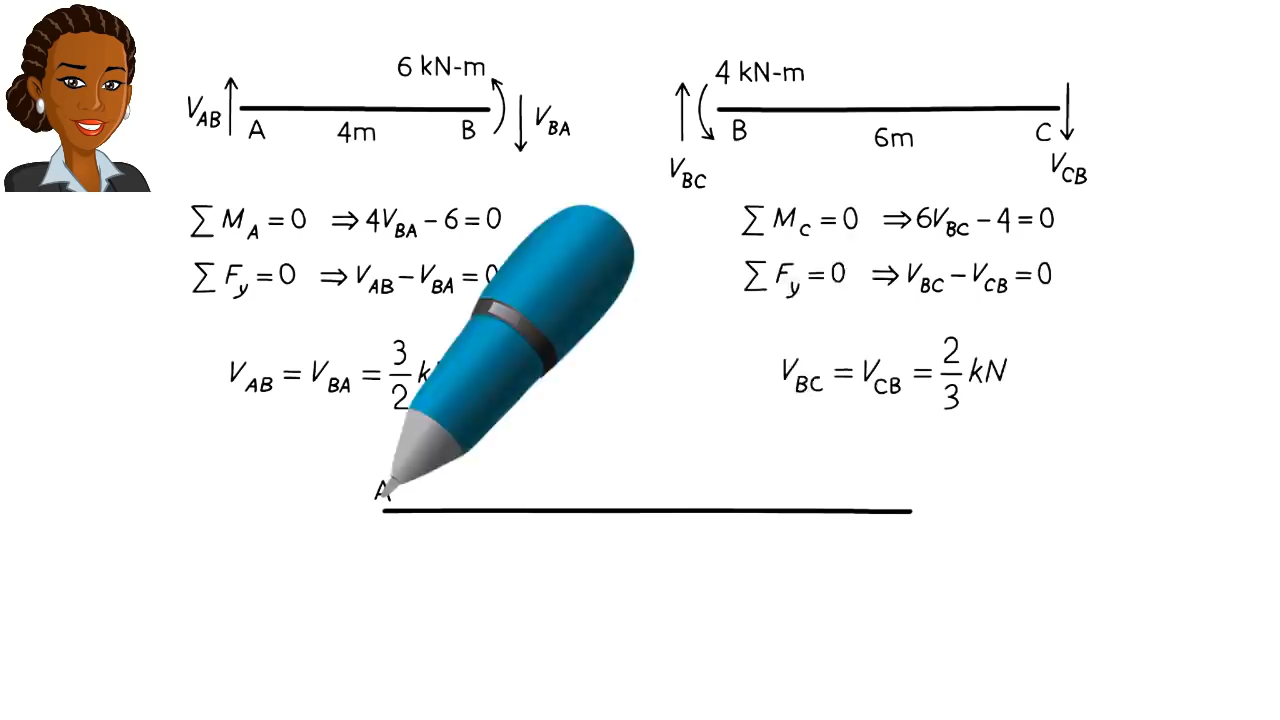 6 kN-m
V_AB A 4m B V_BA
∑ M_A = 0 ⇒ 4V_BA − 6 = 0
∑ F_y = 0 ⇒ V_AB − V_BA = 0
V_AB = V_BA = 3/2 k
4 kN-m
B 6m C
V_BC V_CB
∑ M_C = 0 ⇒ 6V_BC − 4 = 0
∑ F_y = 0 ⇒ V_BC − V_CB = 0
V_BC = V_CB = 2/3 kN
A